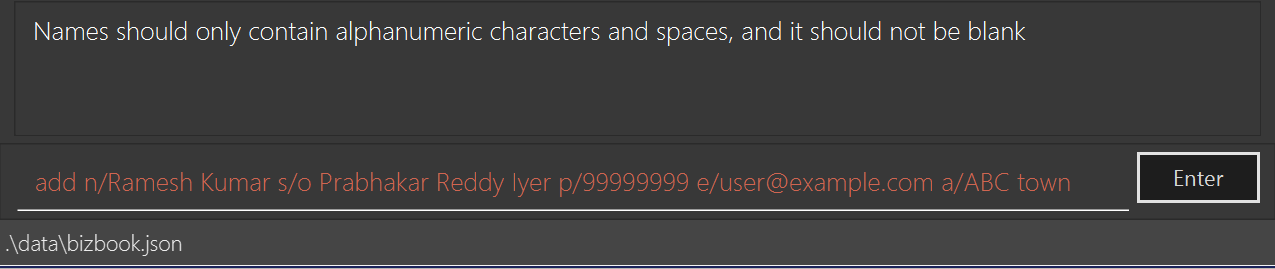 Names should only contain alphanumeric characters and spaces, and it should not be blank
add n/Ramesh Kumar s/o Prabhakar Reddy Iyer p/99999999 e/user@example.com a/ABC town
Enter
.\data\bizbook.json